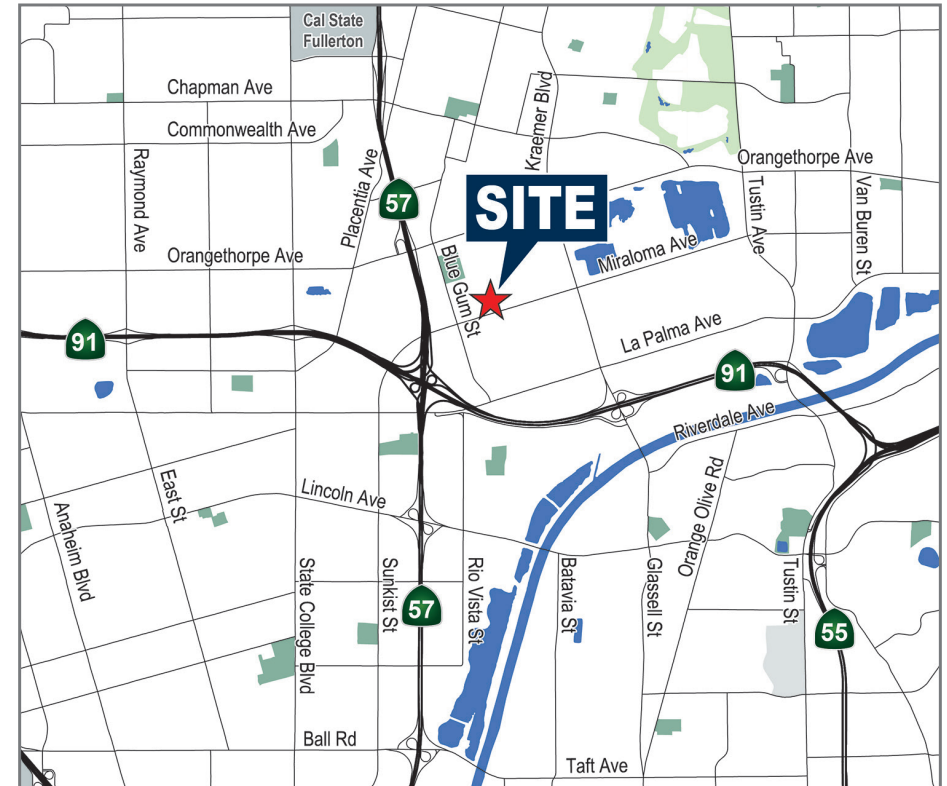 Cal State
Fullerton
Chapman Ave
Commonwealth Ave
Kraemer Blvd
Raymond Ave
Placentia Ave
Orangethorpe Ave
Tustin Ave
Van Buren St
57
SITE
Orangethorpe Ave
Blue Gum St
Miraloma Ave
91
La Palma Ave
91
Riverdale Ave
East St
Lincoln Ave
Anaheim Blvd
Orange Olive Rd
State College Blvd
Sunkist St
Rio Vista St
Batavia St
Glassell St
Tustin St
57
55
Ball Rd
Taft Ave